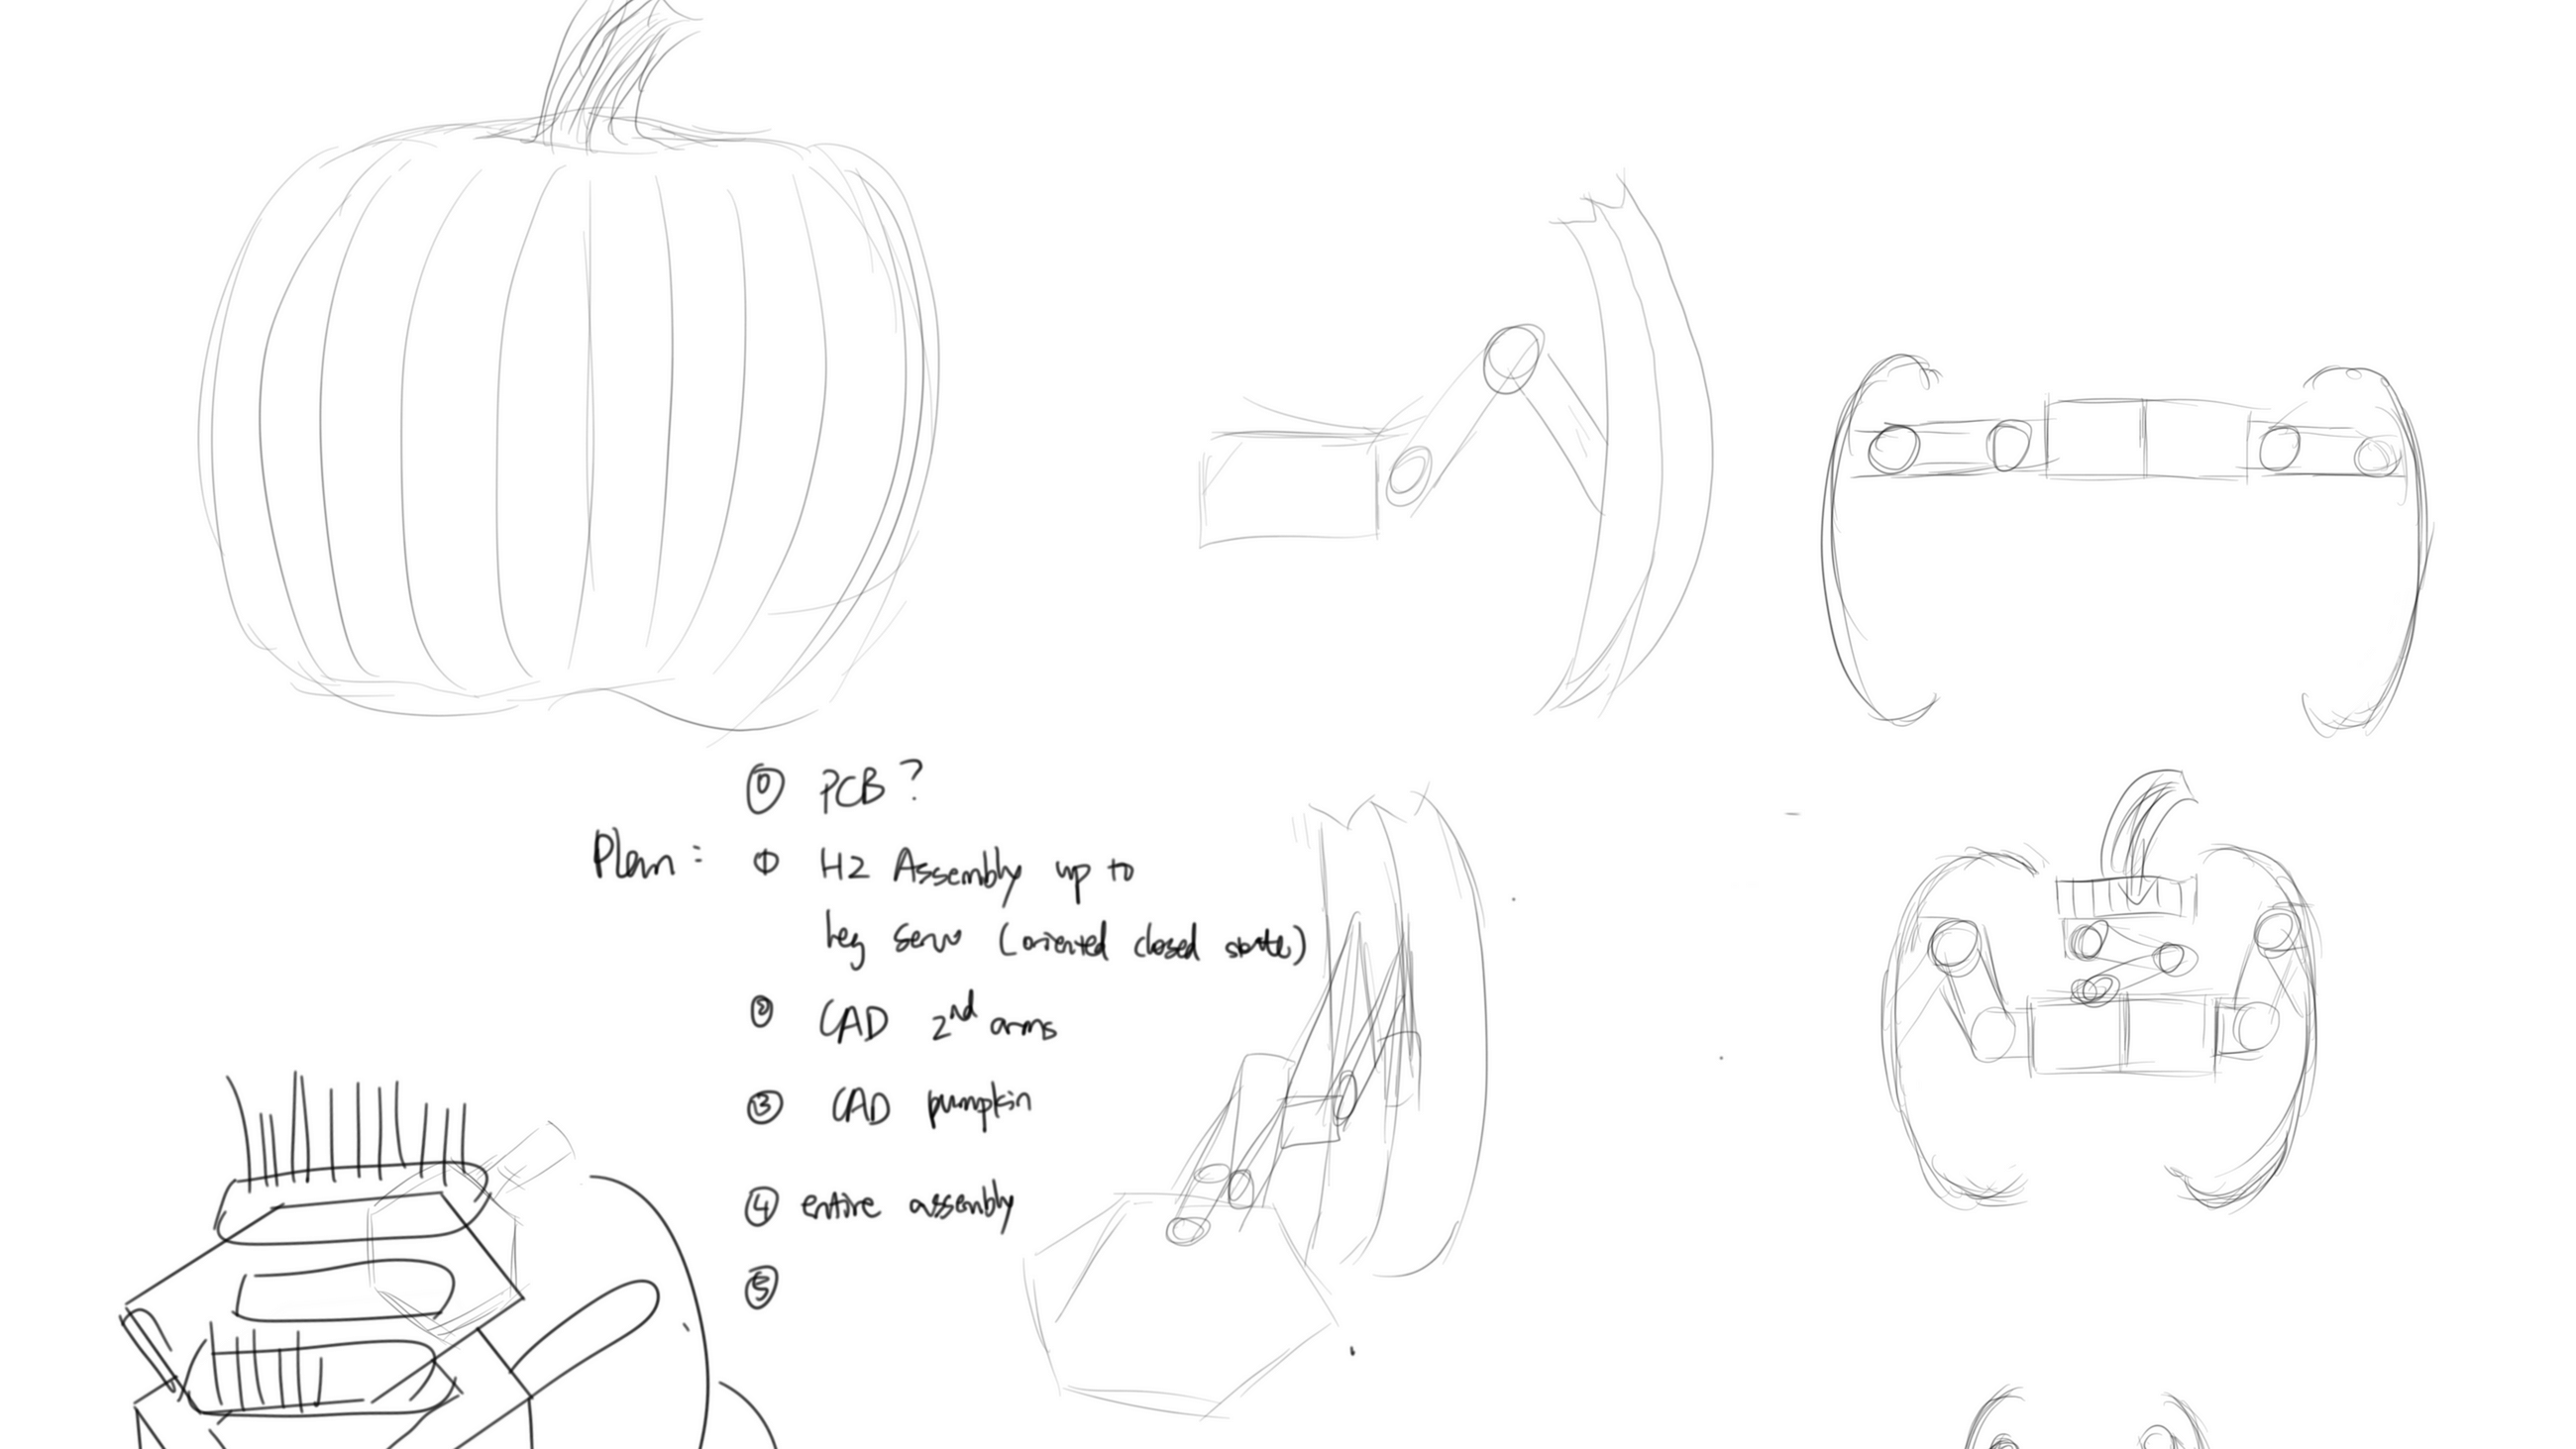 ⓪ PCB?
Plan: ① H2 Assembly up to
leg servo (oriented closed state)
② CAD 2nd arms
③ CAD pumpkin
④ entire assembly
⑤